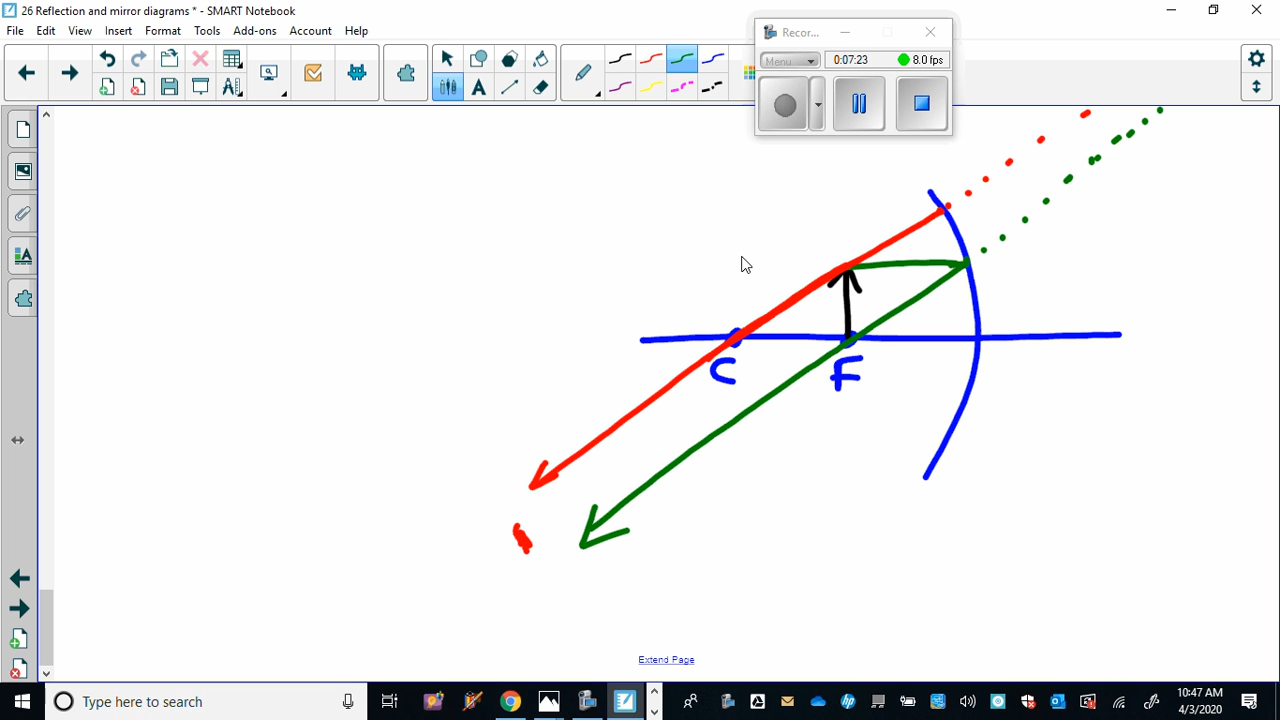 26 Reflection and mirror diagrams * - SMART Notebook
File Edit View Insert Format Tools Add-ons Account Help
Recor...
Menu 0:07:23 8.0 fps
C F
Extend Page
Type here to search
10:47 AM
4/3/2020